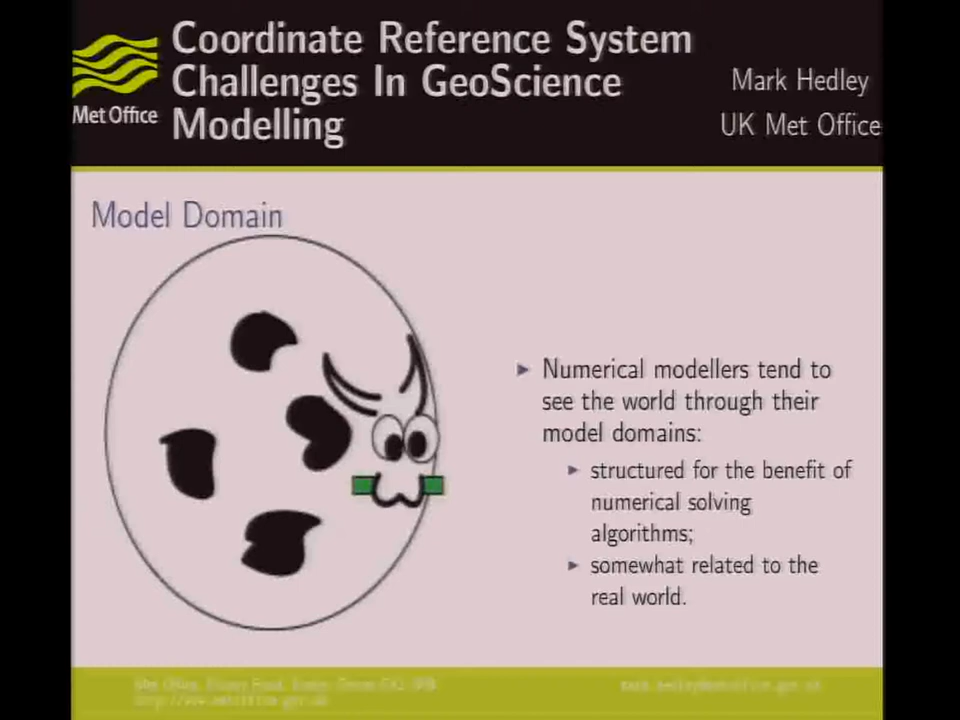 Coordinate Reference System
Challenges In GeoScience
Modelling
Mark Hedley
UK Met Office
Met Office
Model Domain
Numerical modellers tend to
see the world through their
model domains:
structured for the benefit of
numerical solving
algorithms;
somewhat related to the
real world.